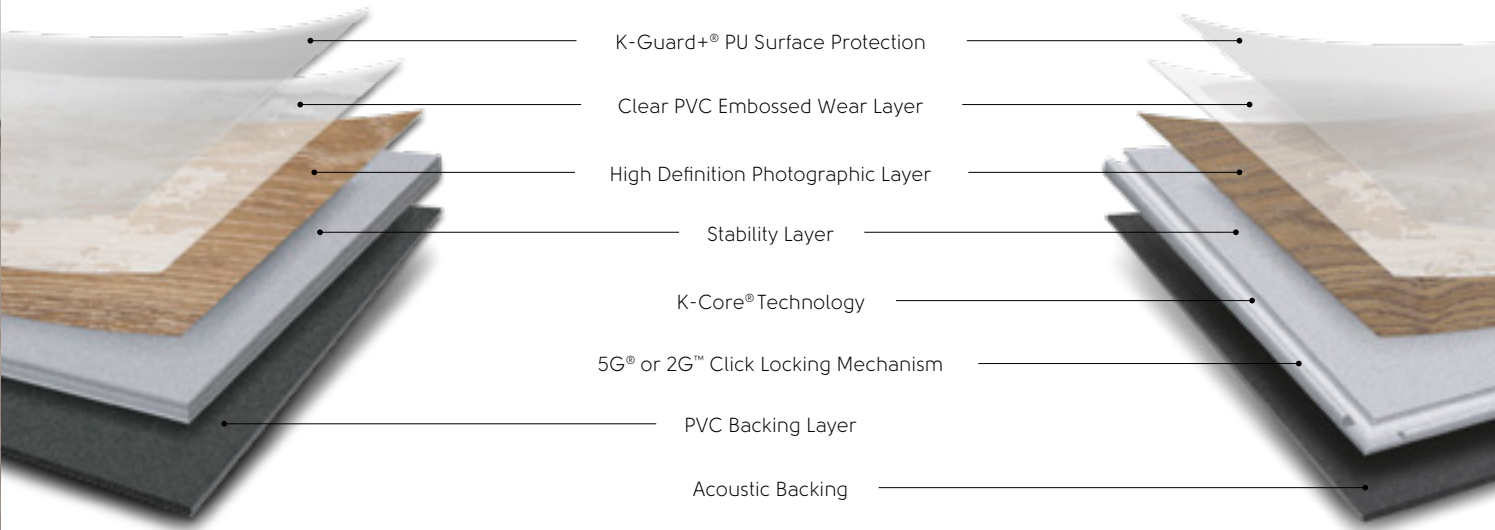 K-Guard+® PU Surface Protection
Clear PVC Embossed Wear Layer
High Definition Photographic Layer
Stability Layer
K-Core® Technology
5G® or 2G™ Click Locking Mechanism
PVC Backing Layer
Acoustic Backing